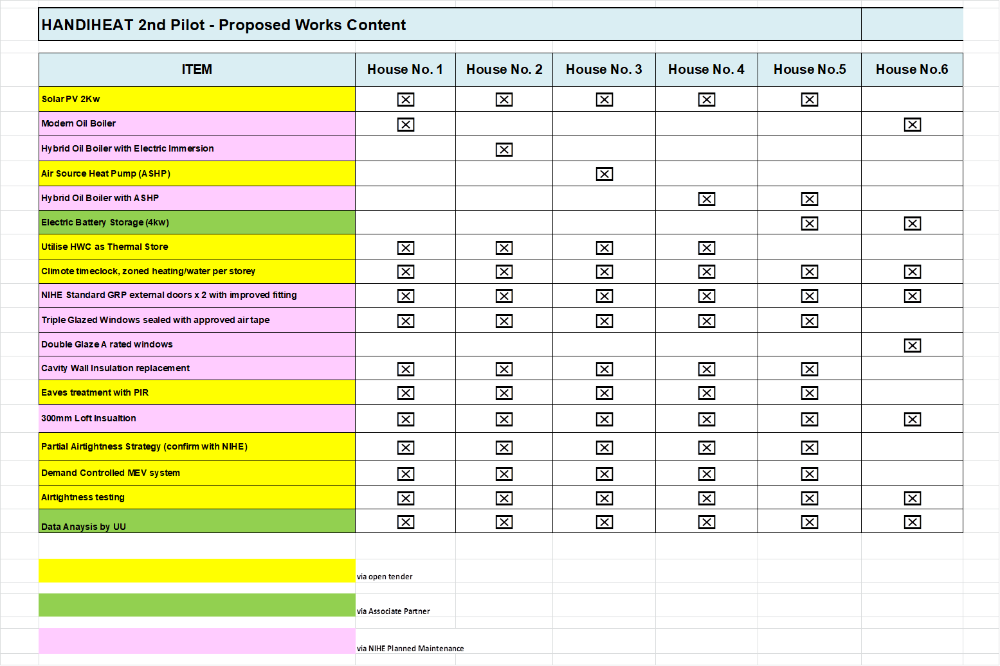 HANDIHEAT 2nd Pilot - Proposed Works Content
ITEM House No. 1 House No. 2 House No. 3 House No. 4 House No.5 House No.6
Solar PV 2Kw ☒ ☒ ☒ ☒ ☒
Modern Oil Boiler ☒ ☒
Hybrid Oil Boiler with Electric Immersion ☒
Air Source Heat Pump (ASHP) ☒
Hybrid Oil Boiler with ASHP ☒ ☒
Electric Battery Storage (4kw) ☒ ☒
Utilise HWC as Thermal Store ☒ ☒ ☒ ☒
Climote timeclock, zoned heating/water per storey ☒ ☒ ☒ ☒ ☒ ☒
NIHE Standard GRP external doors x 2 with improved fitting ☒ ☒ ☒ ☒ ☒ ☒
Triple Glazed Windows sealed with approved air tape ☒ ☒ ☒ ☒ ☒
Double Glaze A rated windows ☒
Cavity Wall Insulation replacement ☒ ☒ ☒ ☒ ☒
Eaves treatment with PIR ☒ ☒ ☒ ☒ ☒
300mm Loft Insualtion ☒ ☒ ☒ ☒ ☒ ☒
Partial Airtightness Strategy (confirm with NIHE) ☒ ☒ ☒ ☒ ☒
Demand Controlled MEV system ☒ ☒ ☒ ☒ ☒
Airtightness testing ☒ ☒ ☒ ☒ ☒ ☒
Data Anaysis by UU ☒ ☒ ☒ ☒ ☒ ☒
via open tender
via Associate Partner
via NIHE Planned Maintenance